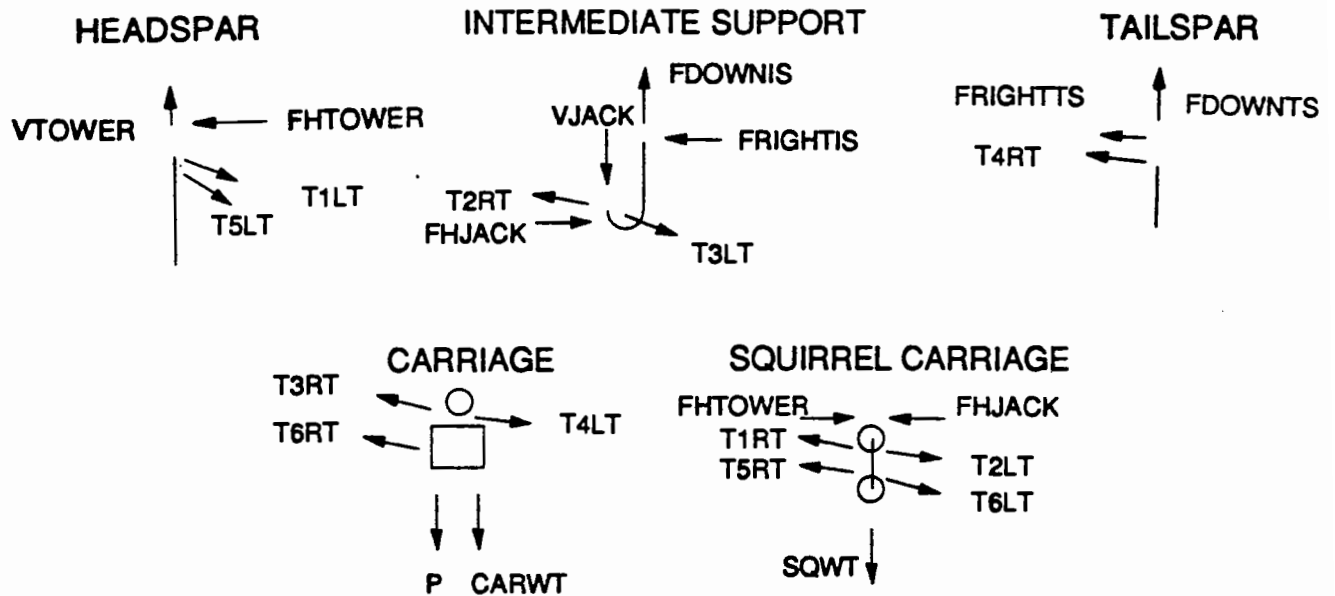 HEADSPAR
INTERMEDIATE SUPPORT
TAILSPAR
VTOWER
FHTOWER
T1LT
T5LT
FDOWNIS
VJACK
FRIGHTIS
T2RT
FHJACK
T3LT
FRIGHTTS
FDOWNTS
T4RT
CARRIAGE
T3RT
T4LT
T6RT
P CARWT
SQUIRREL CARRIAGE
FHTOWER
FHJACK
T1RT
T2LT
T5RT
T6LT
SQWT